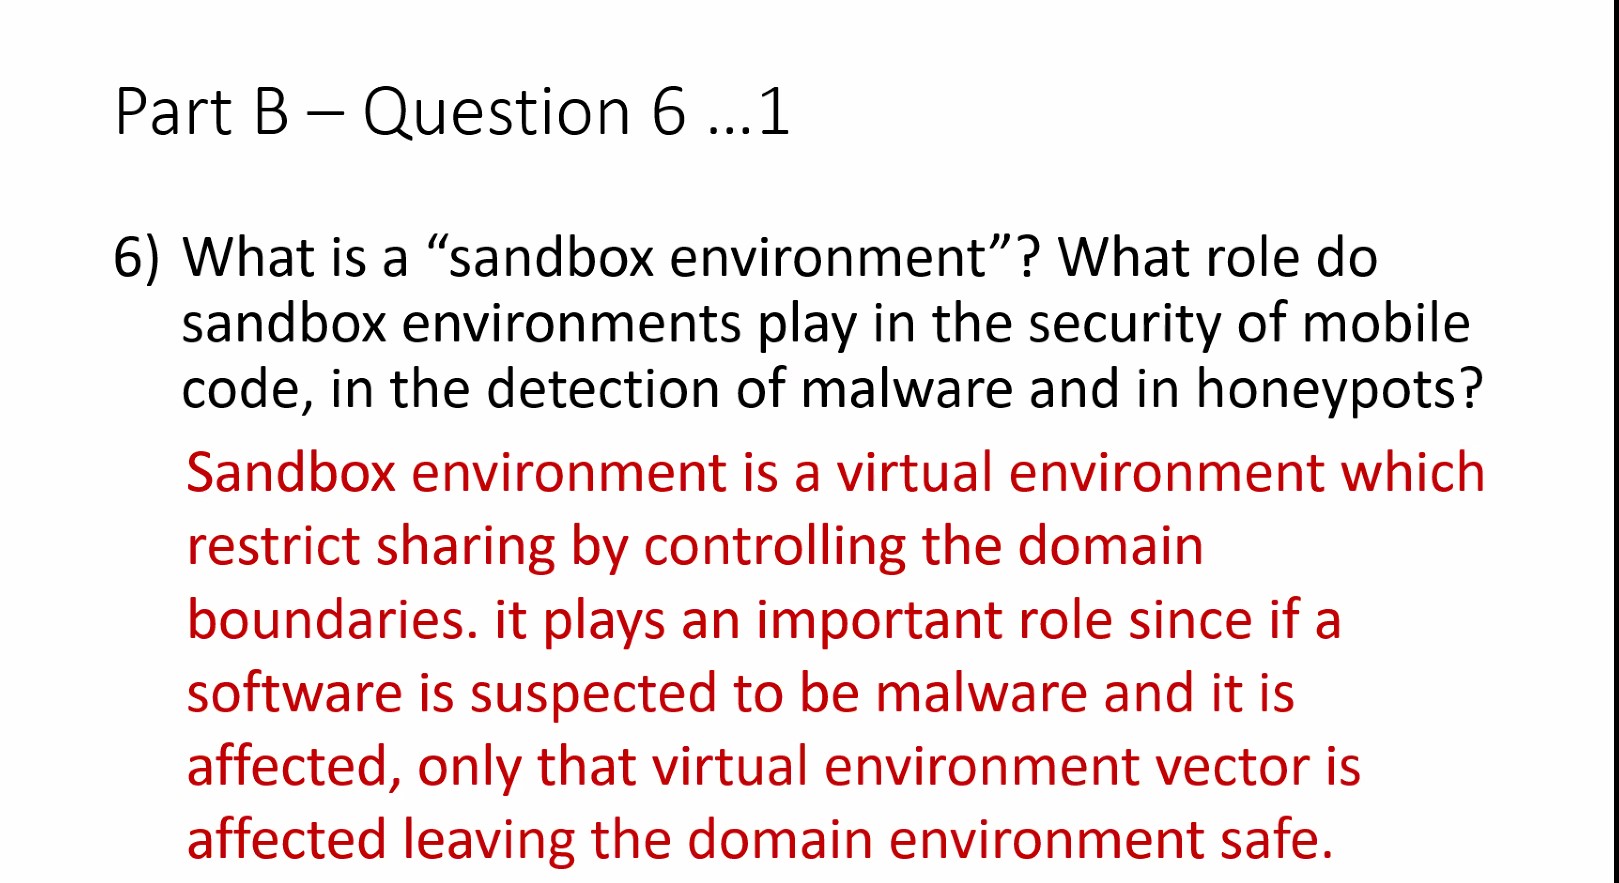 Part B – Question 6 ...1
6) What is a “sandbox environment”? What role do
sandbox environments play in the security of mobile
code, in the detection of malware and in honeypots?
Sandbox environment is a virtual environment which
restrict sharing by controlling the domain
boundaries. it plays an important role since if a
software is suspected to be malware and it is
affected, only that virtual environment vector is
affected leaving the domain environment safe.